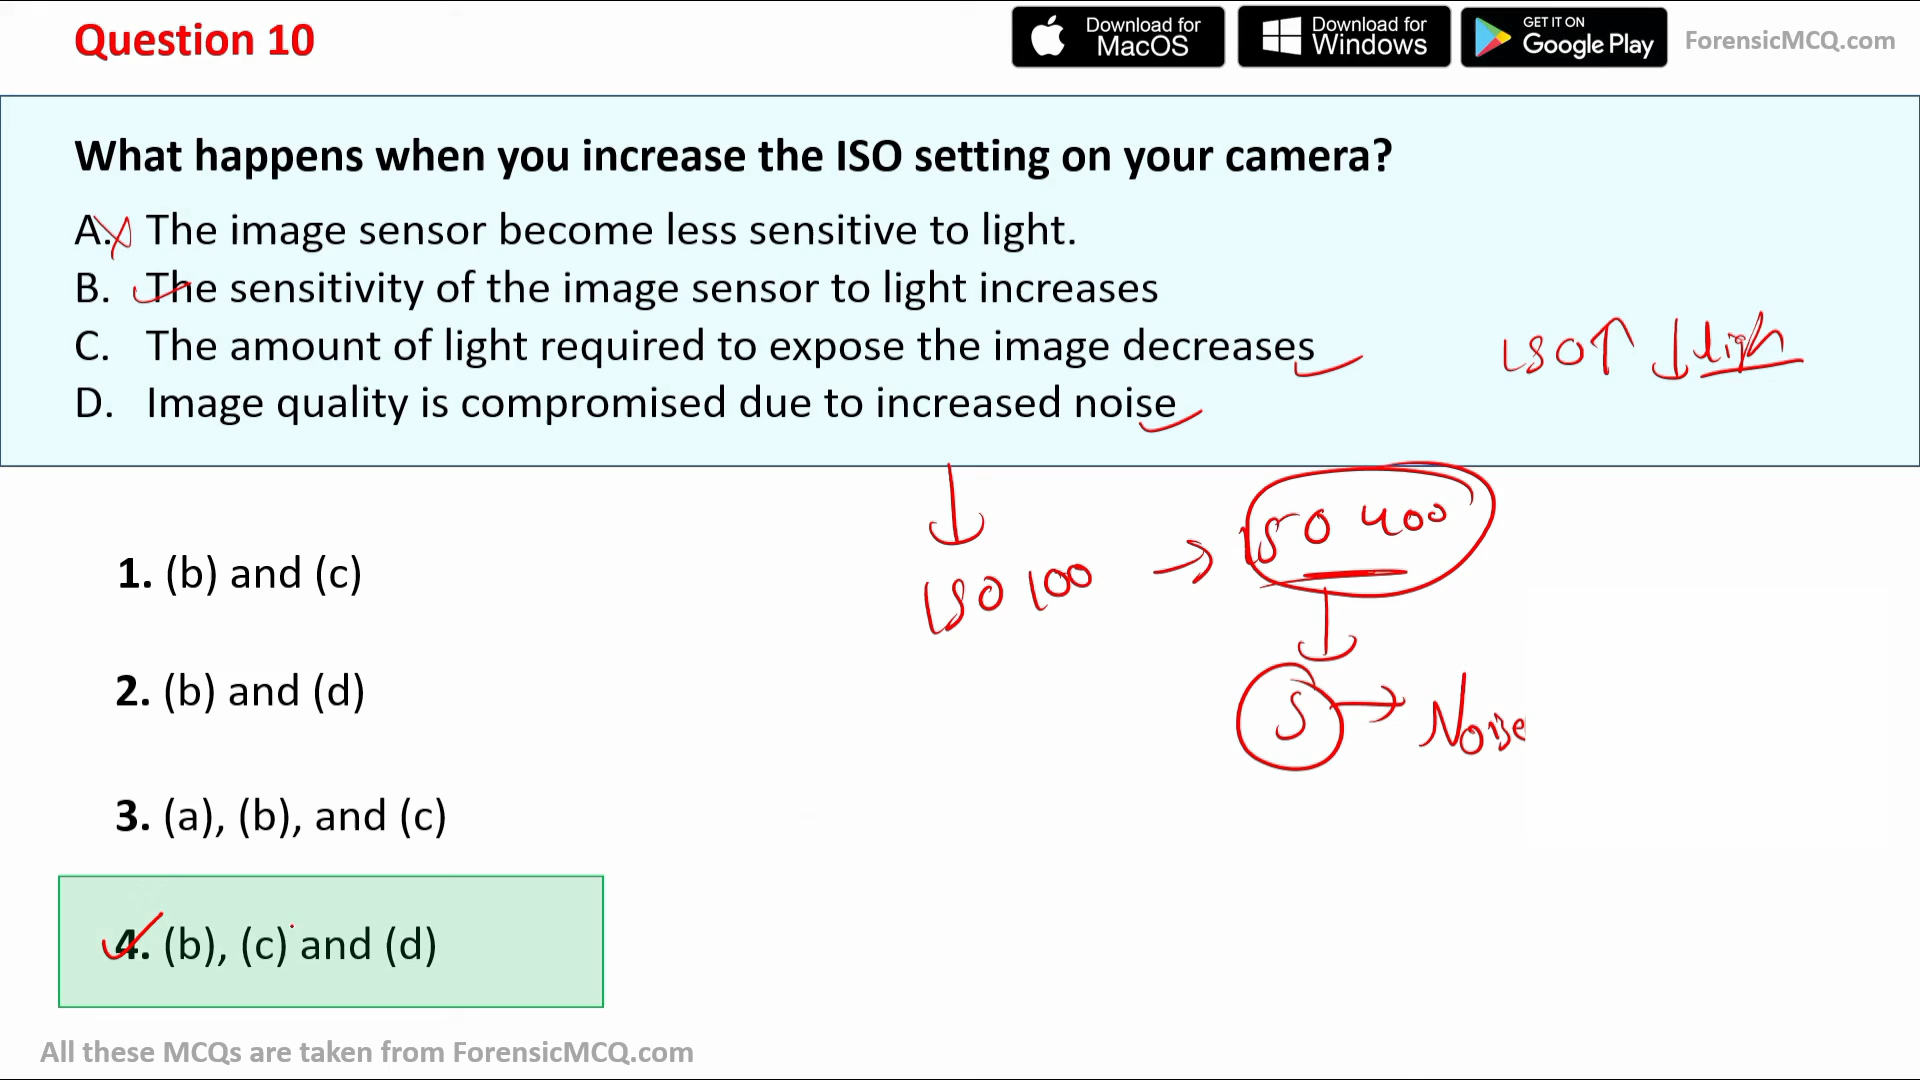 Question 10
Download for MacOS
Download for Windows
GET IT ON Google Play
ForensicMCQ.com
What happens when you increase the ISO setting on your camera?
A. The image sensor become less sensitive to light.
B. The sensitivity of the image sensor to light increases
C. The amount of light required to expose the image decreases
D. Image quality is compromised due to increased noise
ISO↑ ↓ligh
ISO 100 → ISO 400
S → Noise
1. (b) and (c)
2. (b) and (d)
3. (a), (b), and (c)
4. (b), (c) and (d)
All these MCQs are taken from ForensicMCQ.com